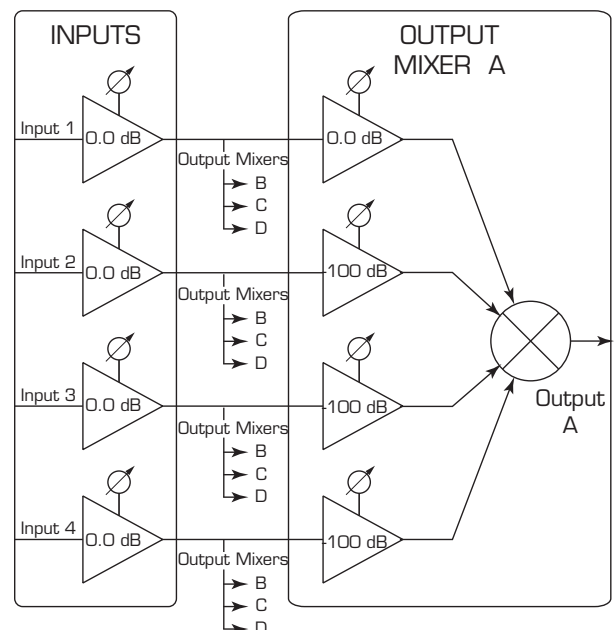 INPUTS
OUTPUT
MIXER A
Input 1
0.0 dB
Output Mixers
B
C
D
0.0 dB
Input 2
0.0 dB
Output Mixers
B
C
D
-100 dB
Input 3
0.0 dB
Output Mixers
B
C
D
-100 dB
Input 4
0.0 dB
Output Mixers
B
C
D
-100 dB
Output
A